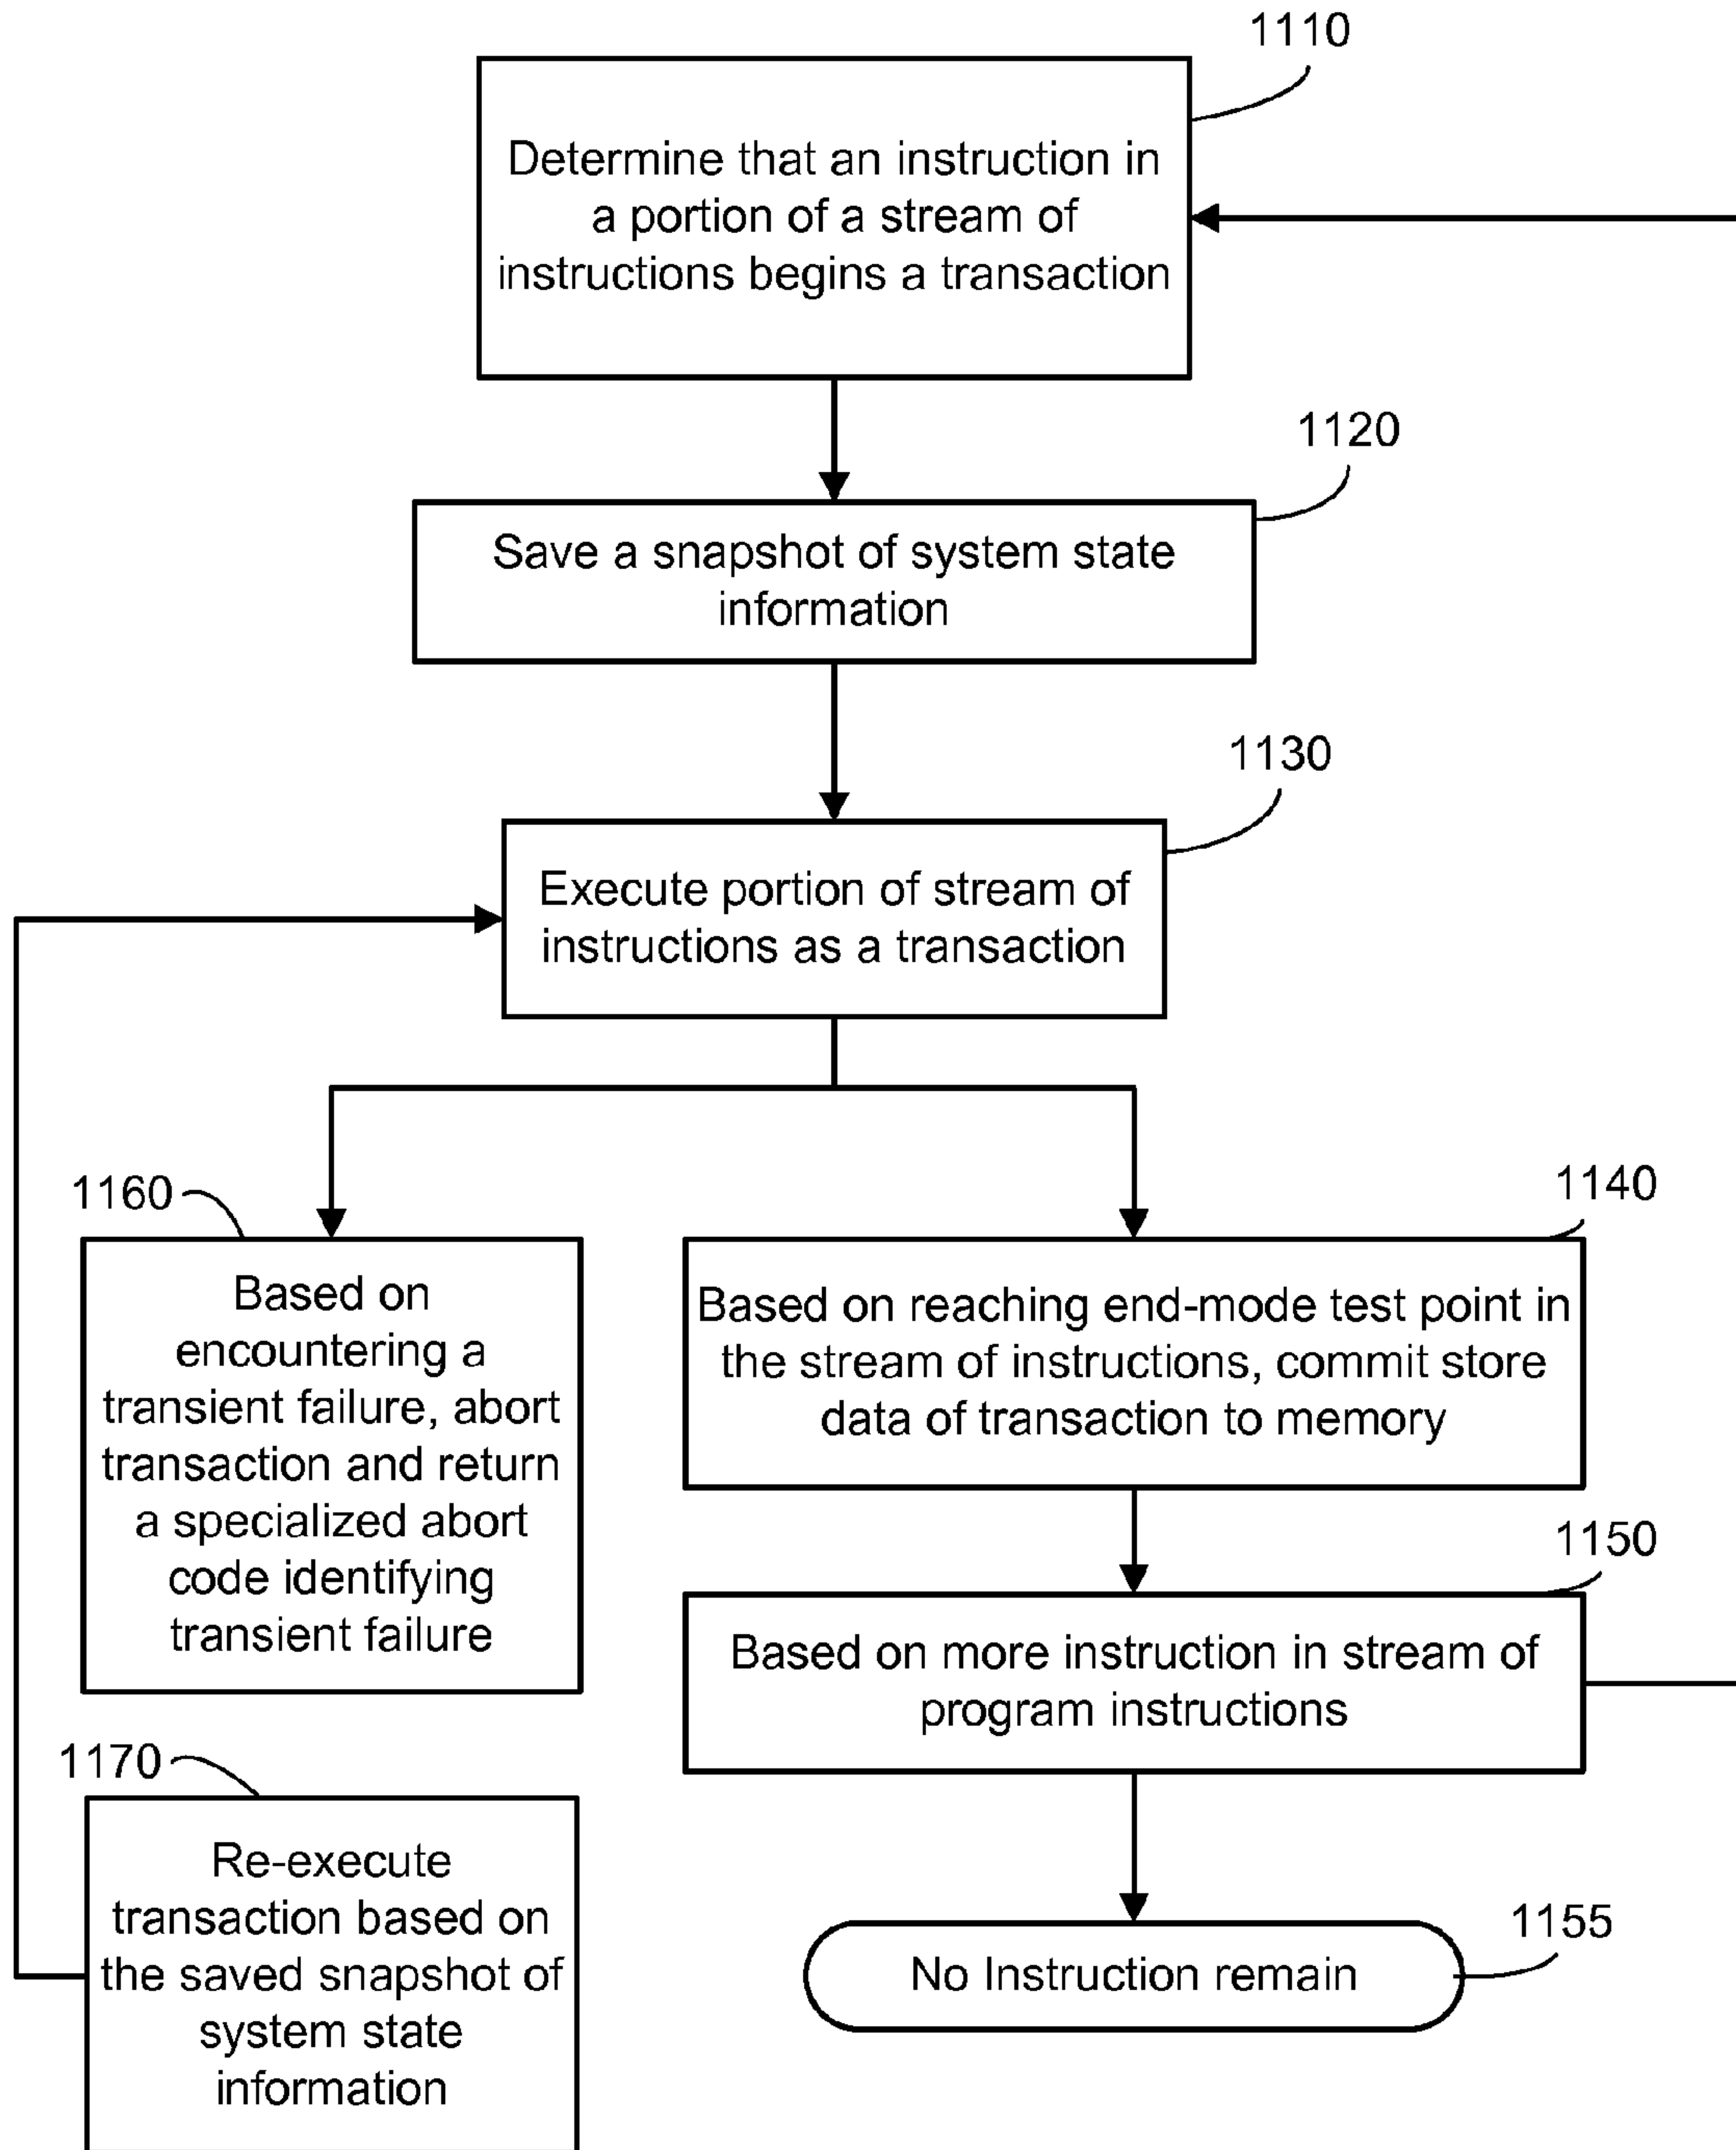 1110
Determine that an instruction in
a portion of a stream of
instructions begins a transaction
1120
Save a snapshot of system state
information
1130
Execute portion of stream of
instructions as a transaction
1160
Based on
encountering a
transient failure, abort
transaction and return
a specialized abort
code identifying
transient failure
1140
Based on reaching end-mode test point in
the stream of instructions, commit store
data of transaction to memory
1150
Based on more instruction in stream of
program instructions
1170
Re-execute
transaction based on
the saved snapshot of
system state
information
1155
No Instruction remain